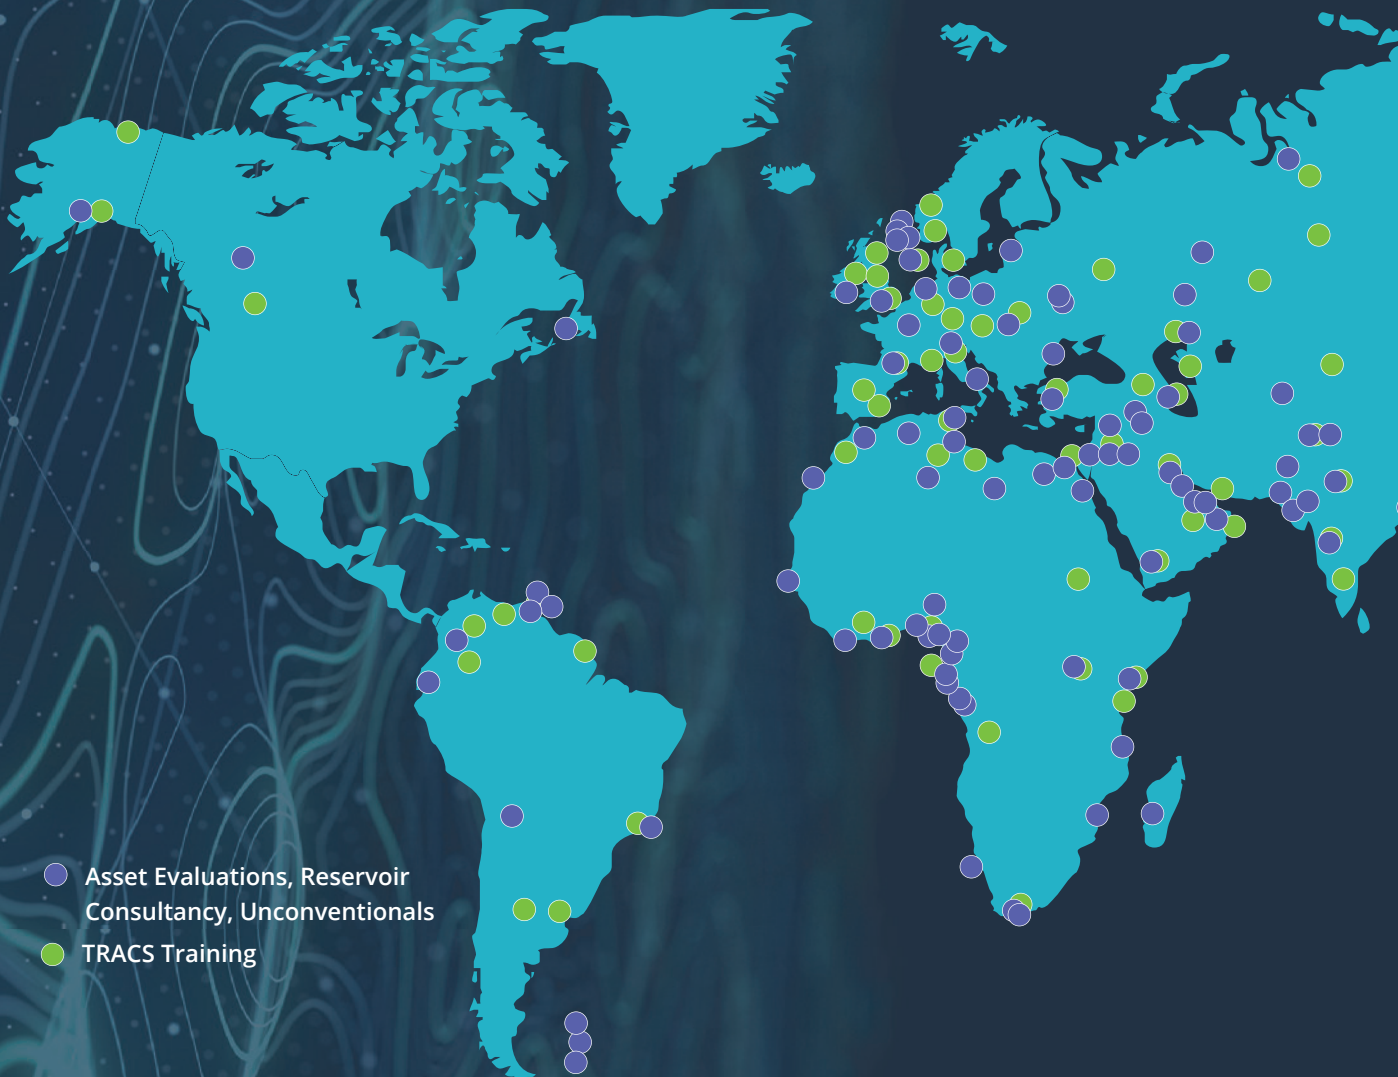 Asset Evaluations, Reservoir
Consultancy, Unconventionals
TRACS Training